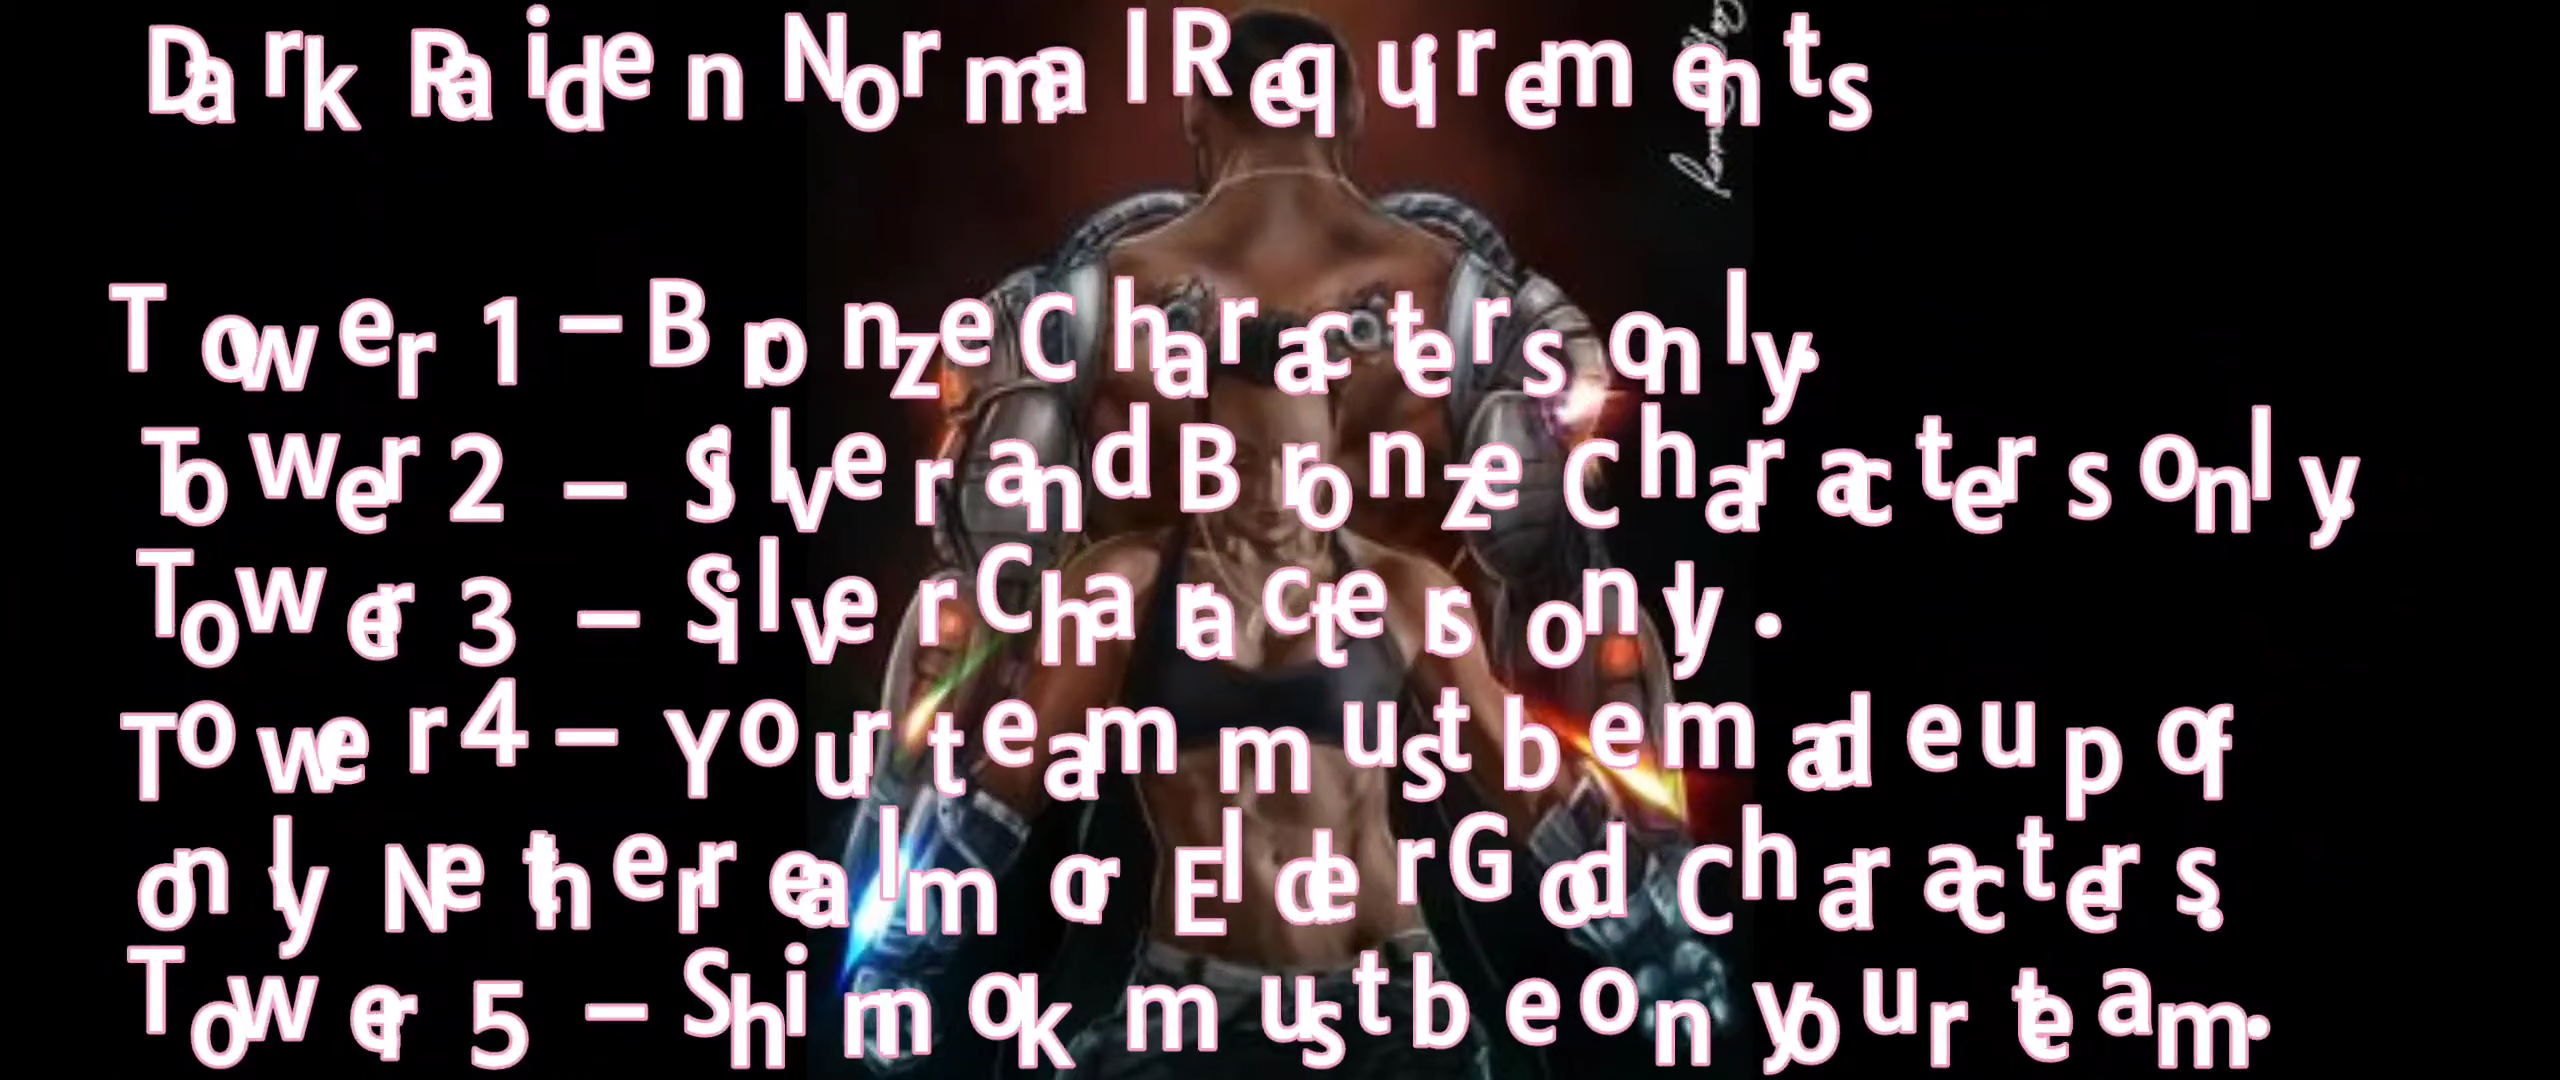 Dark Raiden Normal Requirements
Tower 1 – Bronze Characters only.
Tower 2 – Silver and Bronze Characters only.
Tower 3 – Silver Characters only.
Tower 4 – Your team must be made up of
only Netherrealm or Elder God Characters.
Tower 5 – Shinnok must be on your team.